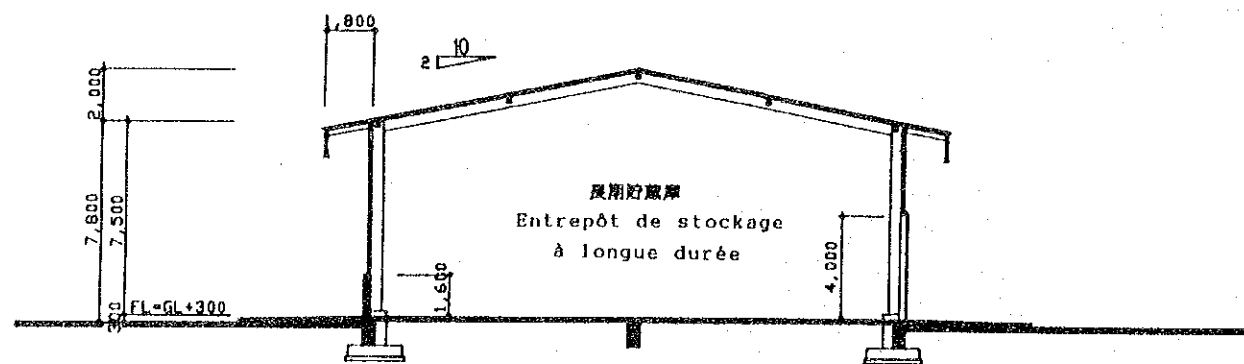 1,800
10
2
2,000
7,800
7,500
300
FL=GL+300
長期貯蔵庫
Entrepôt de stockage
à longue durée
1,600
4,000